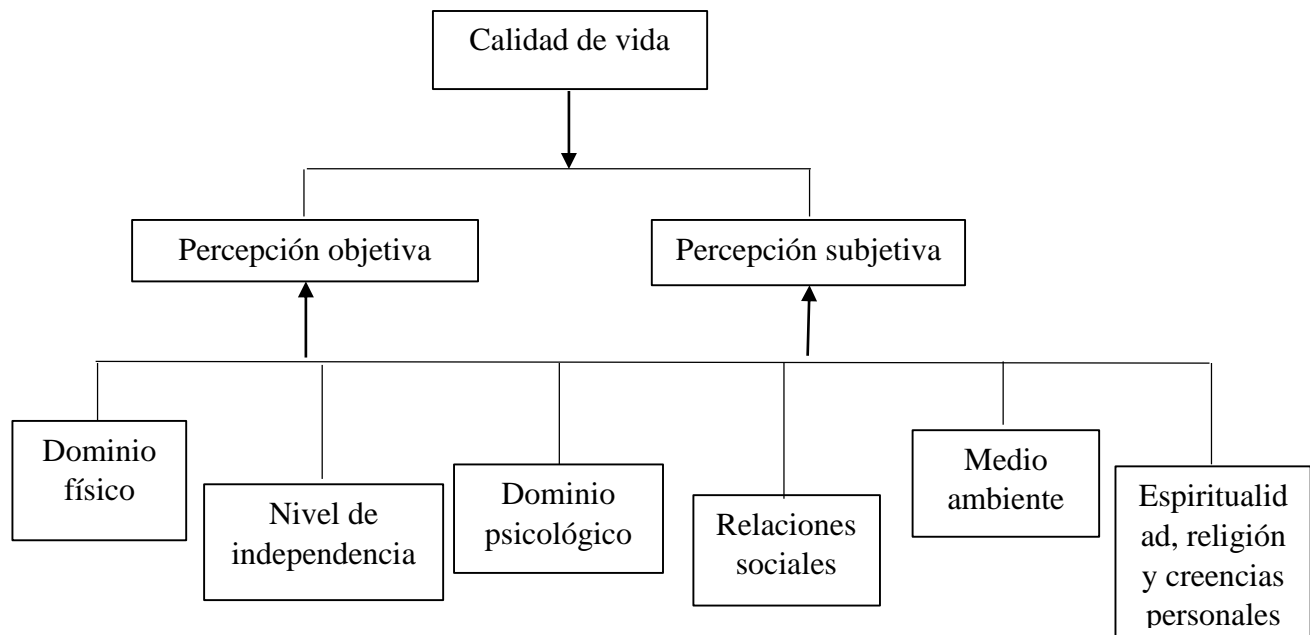 Calidad de vida
Percepción objetiva
Percepción subjetiva
Dominio
físico
Nivel de
independencia
Dominio
psicológico
Relaciones
sociales
Medio
ambiente
Espiritualid
ad, religión
y creencias
personales